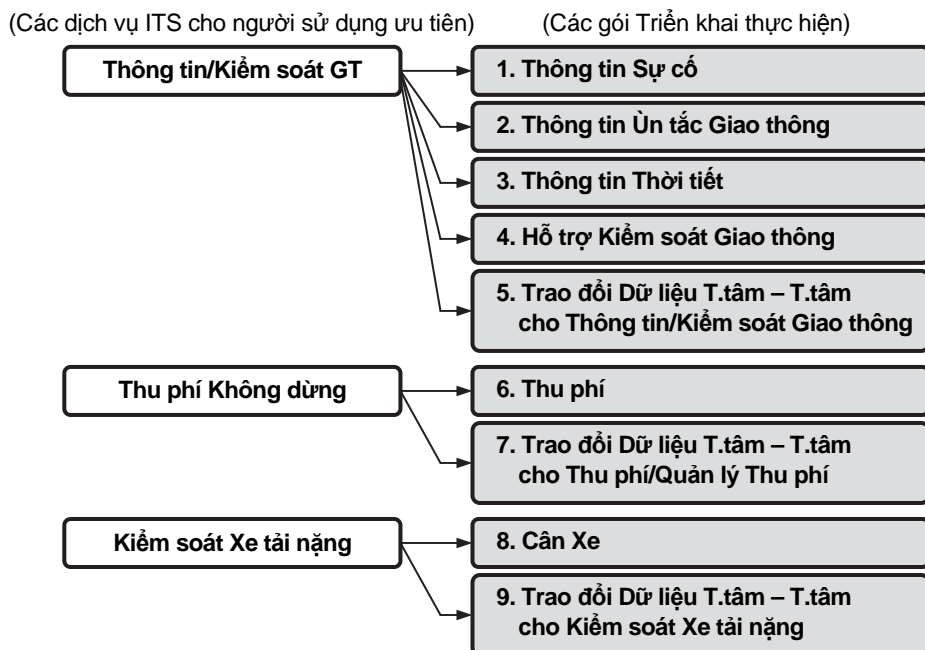 (Các dịch vụ ITS cho người sử dụng ưu tiên)
(Các gói Triển khai thực hiện)
Thông tin/Kiểm soát GT
1. Thông tin Sự cố
2. Thông tin Ùn tắc Giao thông
3. Thông tin Thời tiết
4. Hỗ trợ Kiểm soát Giao thông
5. Trao đổi Dữ liệu T.tâm – T.tâm
cho Thông tin/Kiểm soát Giao thông
Thu phí Không dừng
6. Thu phí
7. Trao đổi Dữ liệu T.tâm – T.tâm
cho Thu phí/Quản lý Thu phí
Kiểm soát Xe tải nặng
8. Cân Xe
9. Trao đổi Dữ liệu T.tâm – T.tâm
cho Kiểm soát Xe tải nặng